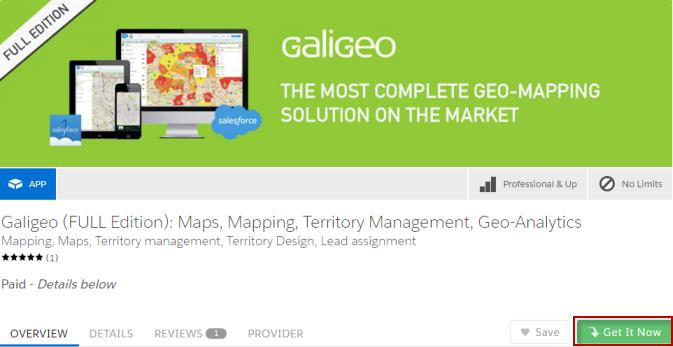 FULL EDITION
GALIGEO
THE MOST COMPLETE GEO-MAPPING
SOLUTION ON THE MARKET
salesforce
salesforce
APP
Professional & Up
No Limits
Galigeo (FULL Edition): Maps, Mapping, Territory Management, Geo-Analytics
Mapping, Maps, Territory management, Territory Design, Lead assignment
★★★★★ (1)
Paid - Details below
OVERVIEW DETAILS REVIEWS 1 PROVIDER
Save
Get It Now